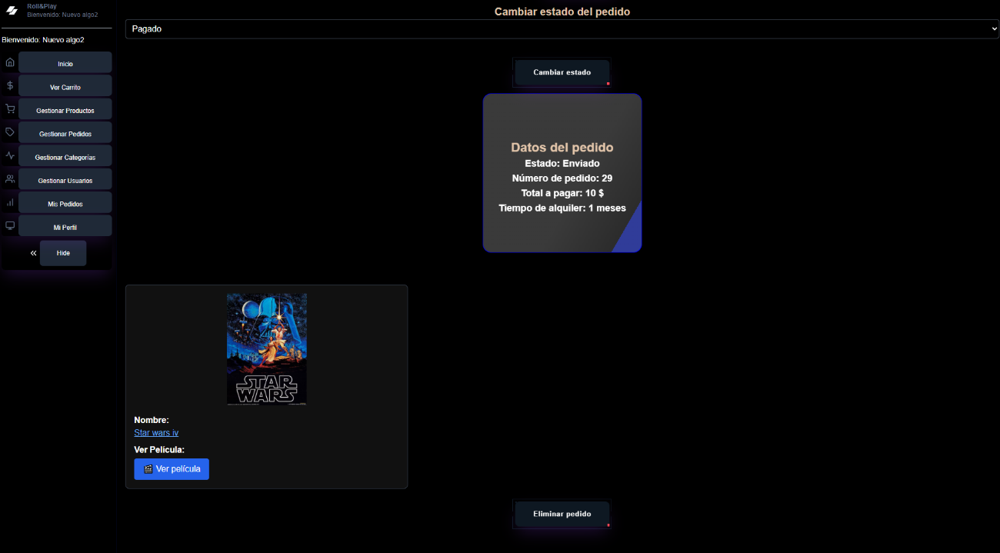 Roll&Play
Bienvenido: Nuevo algo2
Bienvenido: Nuevo algo2
Inicio
Ver Carrito
Gestionar Productos
Gestionar Pedidos
Gestionar Categorías
Gestionar Usuarios
Mis Pedidos
Mi Perfil
Hide
Cambiar estado del pedido
Pagado
Cambiar estado
Datos del pedido
Estado: Enviado
Número de pedido: 29
Total a pagar: 10 $
Tiempo de alquiler: 1 meses
STAR
WARS
Nombre:
Star wars iv
Ver Película:
Ver película
Eliminar pedido